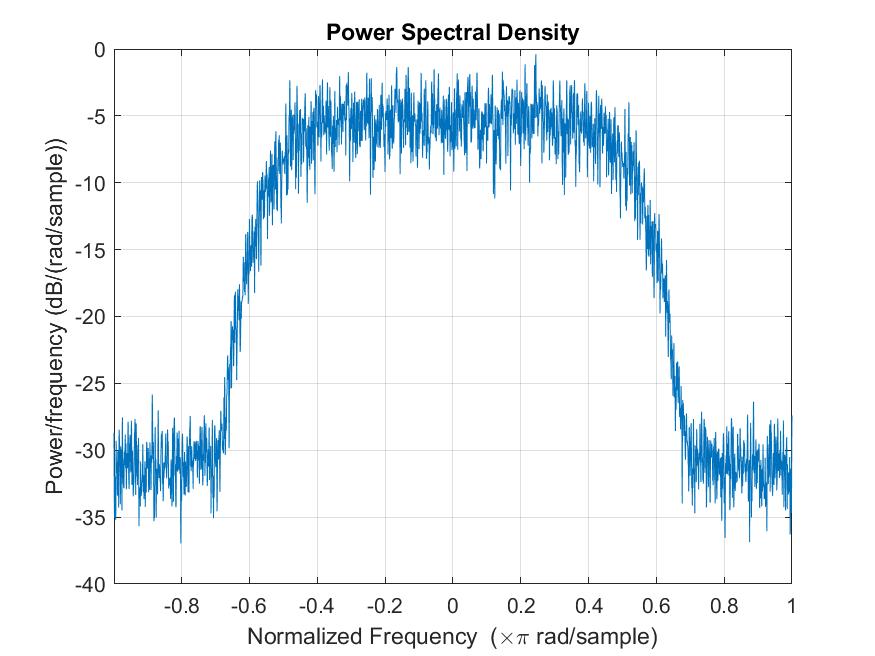 Power Spectral Density
Power/frequency (dB/(rad/sample))
0
-5
-10
-15
-20
-25
-30
-35
-40
-0.8 -0.6 -0.4 -0.2 0 0.2 0.4 0.6 0.8 1
Normalized Frequency (×π rad/sample)